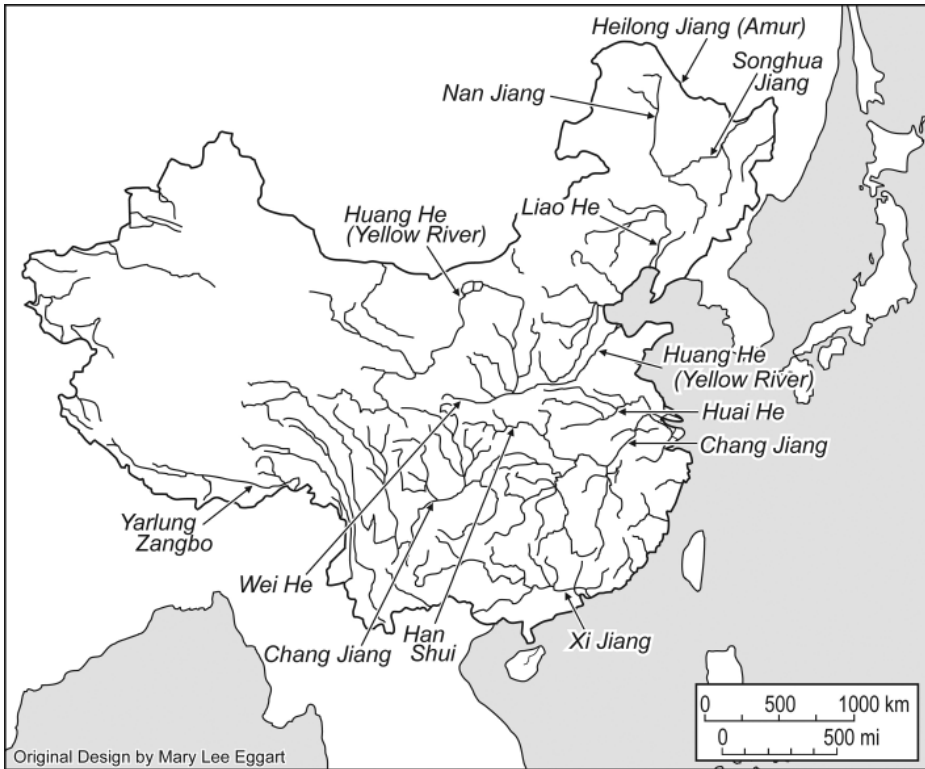 Heilong Jiang (Amur)
Songhua
Jiang
Nan Jiang
Liao He
Huang He
(Yellow River)
Huang He
(Yellow River)
Huai He
Chang Jiang
Yarlung
Zangbo
Wei He
Chang Jiang
Han
Shui
Xi Jiang
0 500 1000 km
0 500 mi
Original Design by Mary Lee Eggart